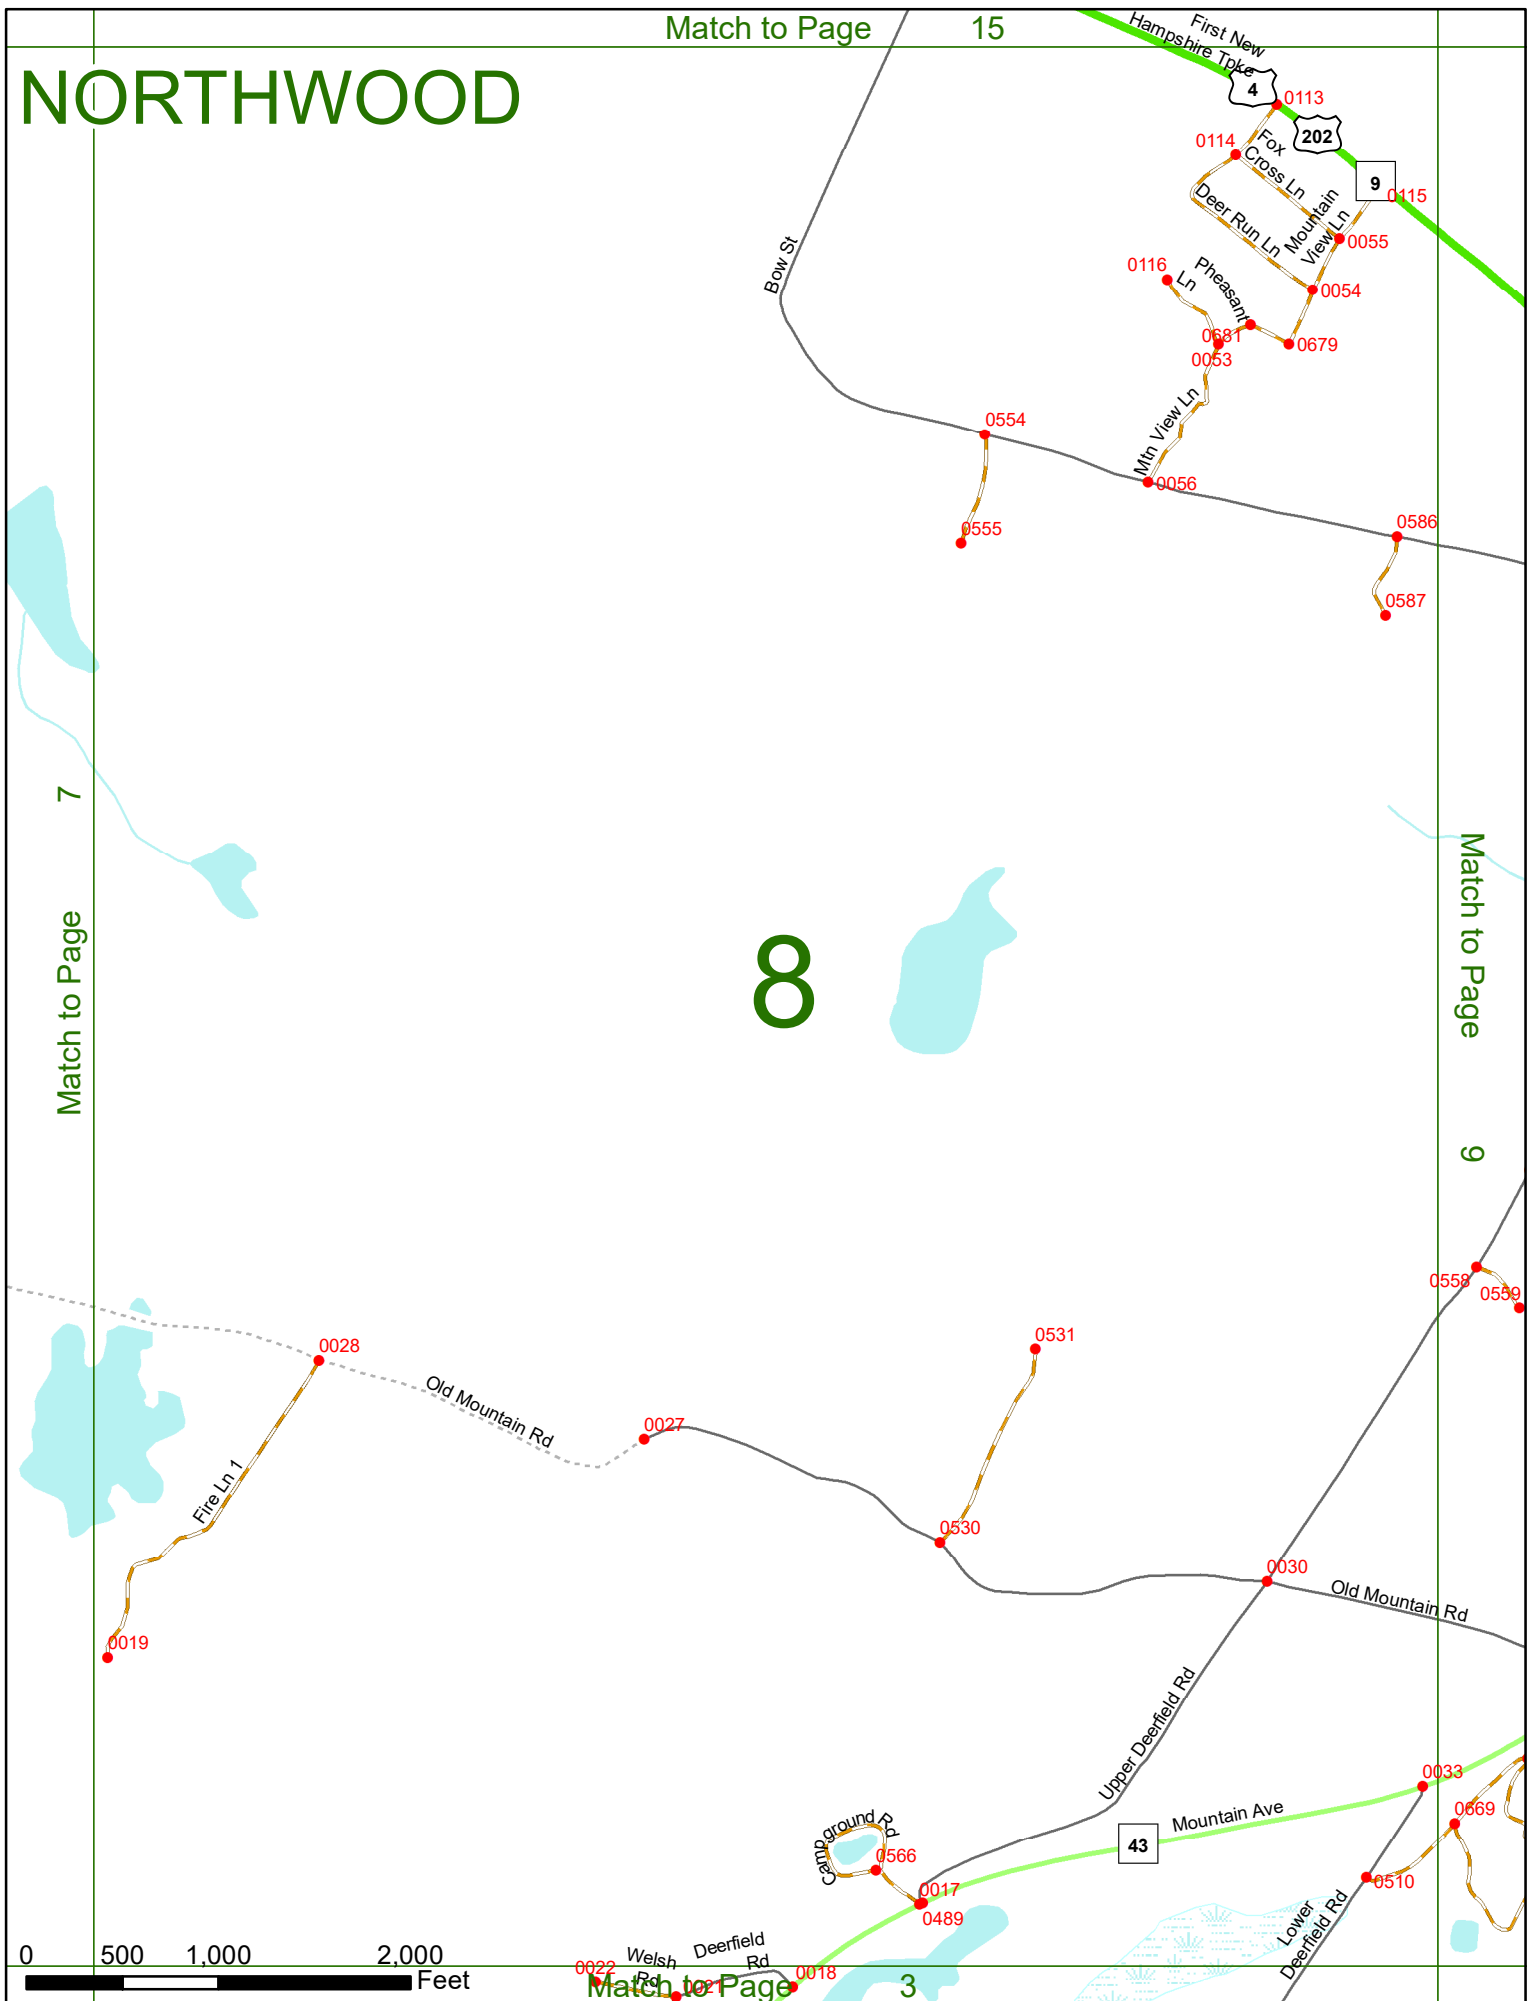 Match to Page 15
NORTHWOOD
First New
Hampshire Tpke
4
0113
202
0114
Fox
Cross Ln
9
0115
Deer Run Ln
Mountain
View Ln
0055
Bow St
0116
Pheasant
Ln
0054
0681
0679
0053
Mtn View Ln
0554
0056
0555
0586
0587
7
Match to Page
8
Match to Page
9
0558
0559
0028
0531
Old Mountain Rd
0027
Fire Ln 1
0530
0030
Old Mountain Rd
0019
Upper Deerfield Rd
0033
Mountain Ave
0669
43
Campground Rd
0566
0510
0017
0489
Lower
Deerfield Rd
Deerfield
Rd
Welsh
Rd
0022
0021
0018
0 500 1,000 2,000
Feet
Match to Page 3